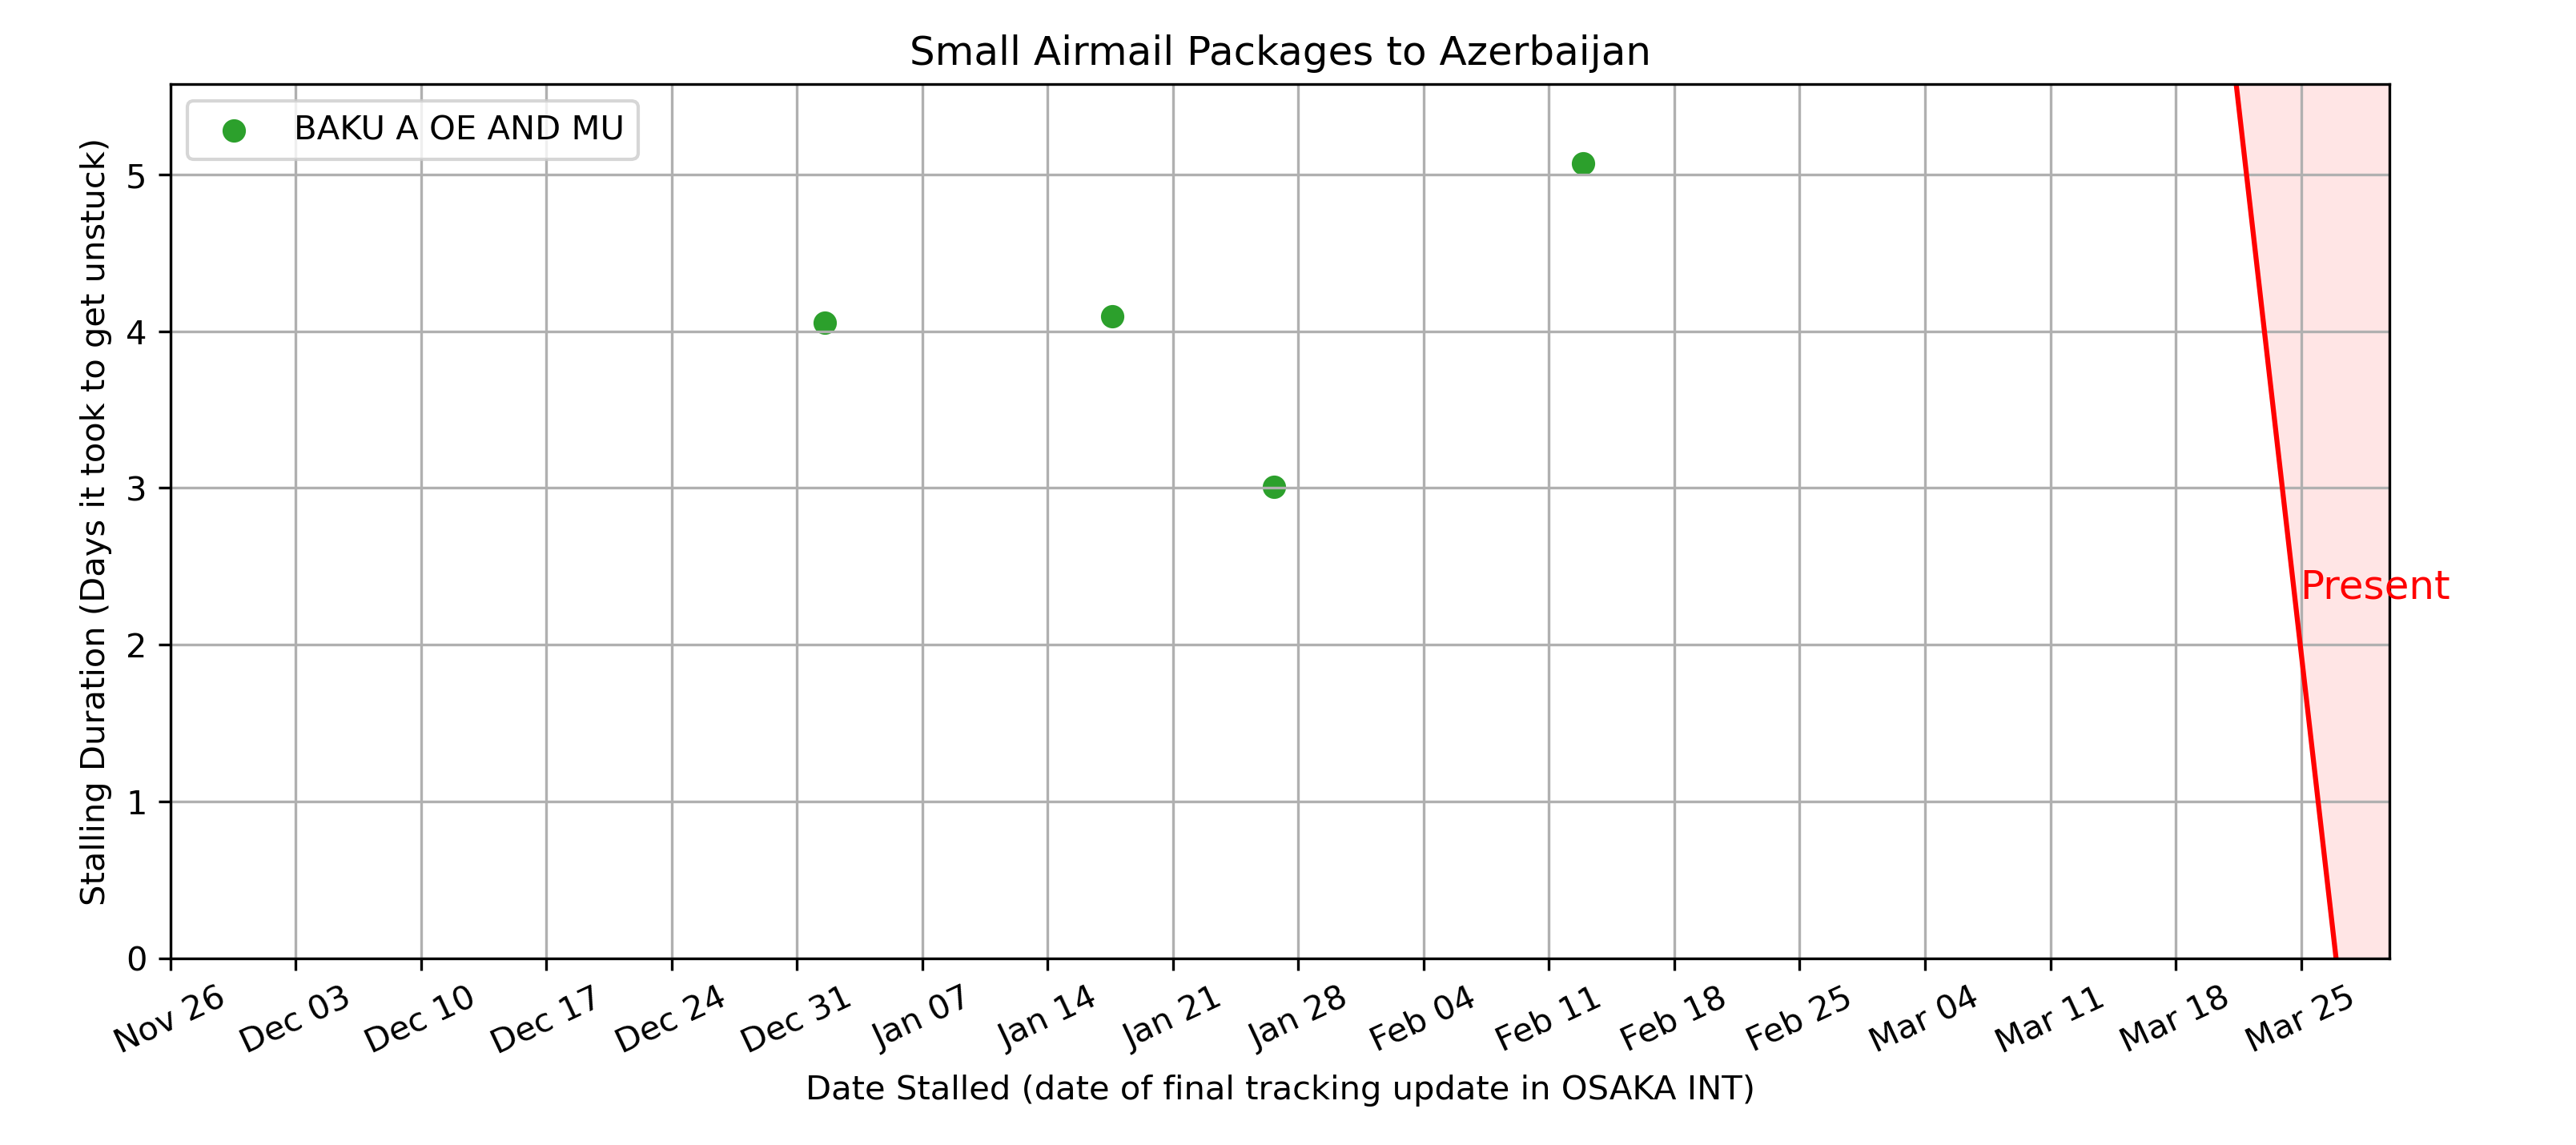 Small Airmail Packages to Azerbaijan
BAKU A OE AND MU
Stalling Duration (Days it took to get unstuck)
5
4
3
2
1
0
Present
Nov 26 Dec 03 Dec 10 Dec 17 Dec 24 Dec 31 Jan 07 Jan 14 Jan 21 Jan 28 Feb 04 Feb 11 Feb 18 Feb 25 Mar 04 Mar 11 Mar 18 Mar 25
Date Stalled (date of final tracking update in OSAKA INT)